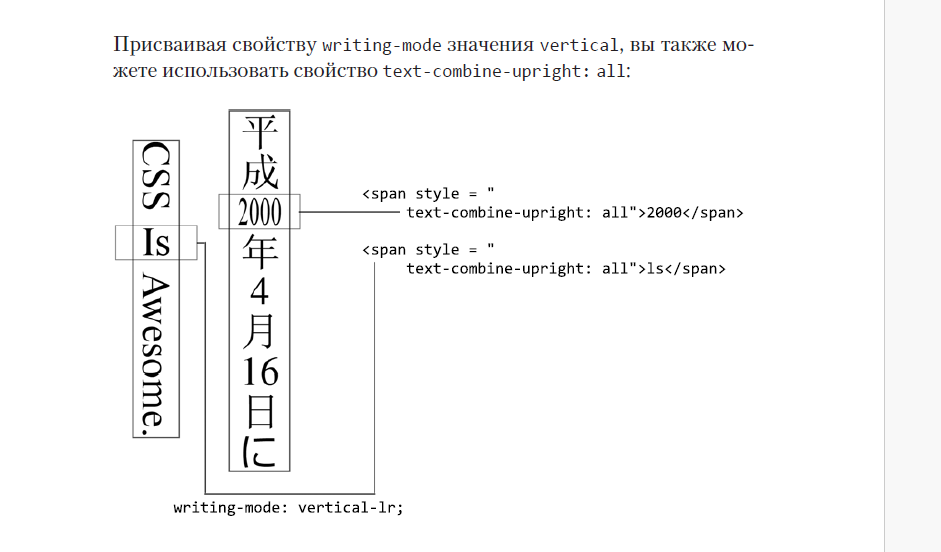 Присваивая свойству writing-mode значения vertical, вы также мо-
жете использовать свойство text-combine-upright: all:
CSS Is Awesome.
平成2000年4月16日に
<span style = "
text-combine-upright: all">2000</span>
<span style = "
text-combine-upright: all">ls</span>
writing-mode: vertical-lr;